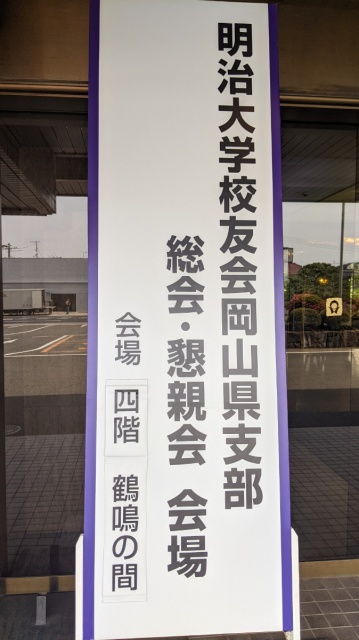 明治大学校友会岡山県支部
総会・懇親会 会場
会場 四階 鶴鳴の間